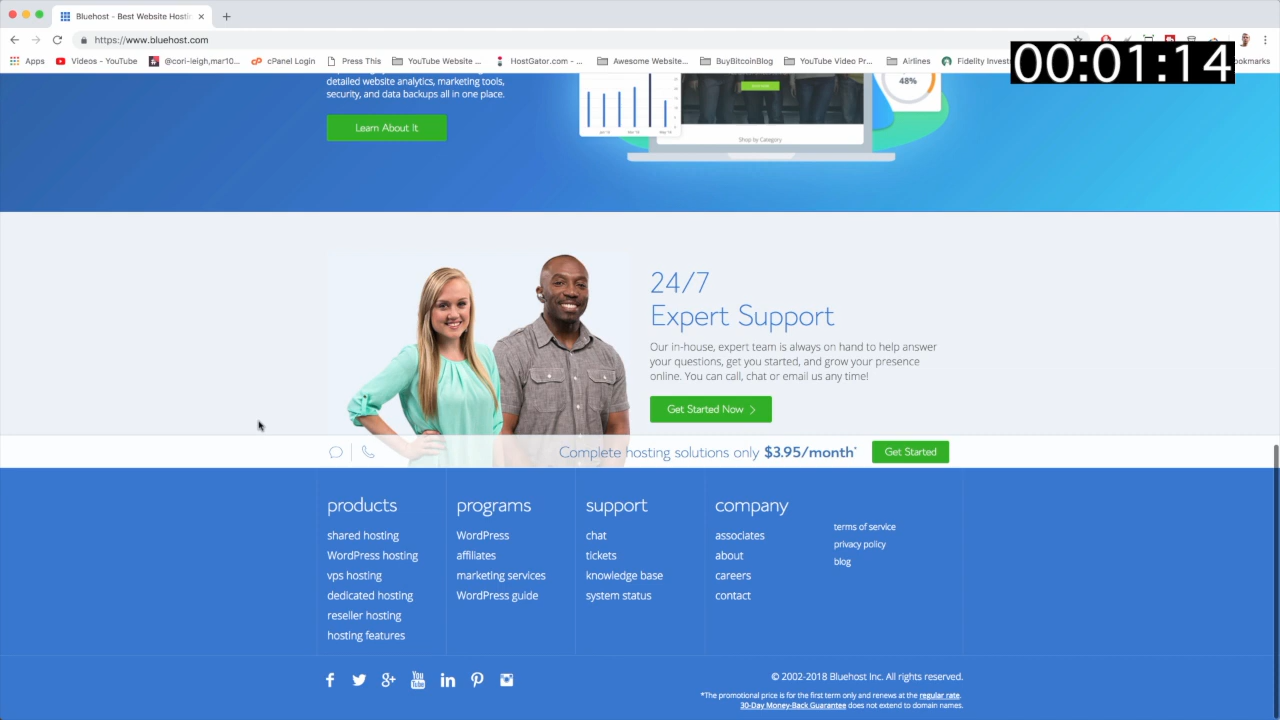 Bluehost - Best Website Hostin
https://www.bluehost.com
00:01:14
Apps
Videos - YouTube
@cori-leigh,mar10...
Press This
cPanel Login
YouTube Website ...
HostGator.com - ...
Awesome Website...
BuyBitcoinBlog
YouTube Video Pr...
Airlines
Fidelity Invest
okmarks
detailed website analytics, marketing tools,
security, and data backups all in one place.
Learn About It
48%
Shop by Category
24/7
Expert Support
Our in-house, expert team is always on hand to help answer
your questions, get you started, and grow your presence
online. You can call, chat or email us any time!
Get Started Now
Complete hosting solutions only $3.95/month*
Get Started
products
shared hosting
WordPress hosting
vps hosting
dedicated hosting
reseller hosting
hosting features
programs
WordPress
affiliates
marketing services
WordPress guide
support
chat
tickets
knowledge base
system status
company
associates
about
careers
contact
terms of service
privacy policy
blog
You Tube
© 2002-2018 Bluehost Inc. All rights reserved.
*The promotional price is for the first term only and renews at the regular rate.
30-Day Money-Back Guarantee does not extend to domain names.